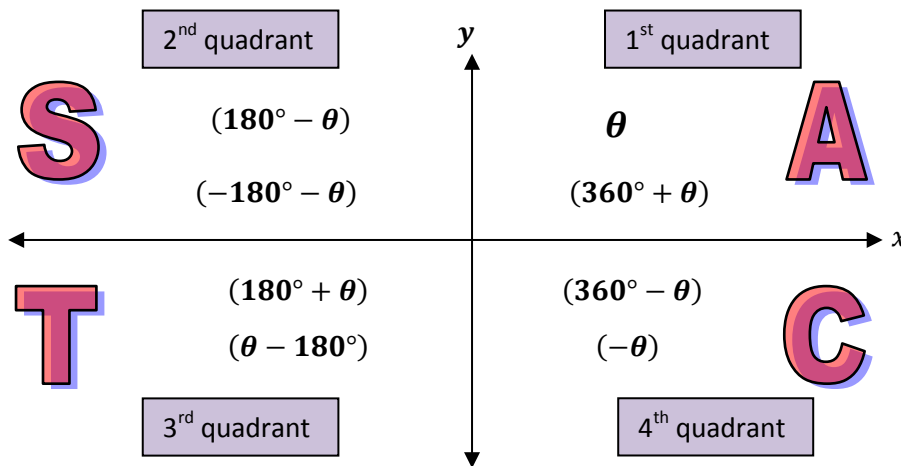 2nd quadrant
y
1st quadrant
S
(180° − θ)
θ
A
(−180° − θ)
(360° + θ)
x
T
(180° + θ)
(360° − θ)
C
(θ − 180°)
(−θ)
3rd quadrant
4th quadrant